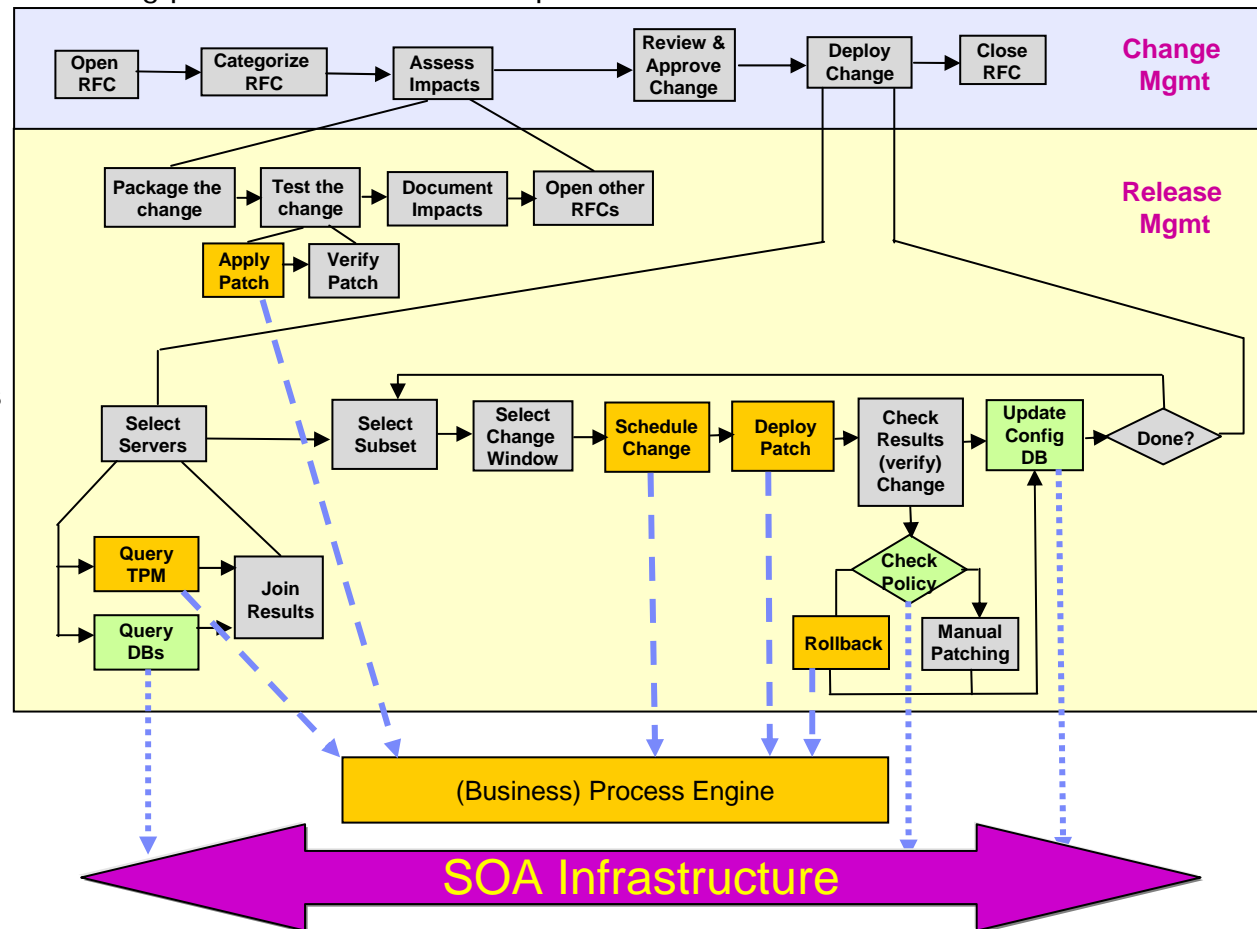 Open
RFC
Categorize
RFC
Assess
Impacts
Review &
Approve
Change
Deploy
Change
Close
RFC
Change
Mgmt
Package the
change
Test the
change
Document
Impacts
Open other
RFCs
Release
Mgmt
Apply
Patch
Verify
Patch
Select
Servers
Select
Subset
Select
Change
Window
Schedule
Change
Deploy
Patch
Check
Results
(verify)
Change
Update
Config
DB
Done?
Query
TPM
Join
Results
Query
DBs
Check
Policy
Rollback
Manual
Patching
(Business) Process Engine
SOA Infrastructure